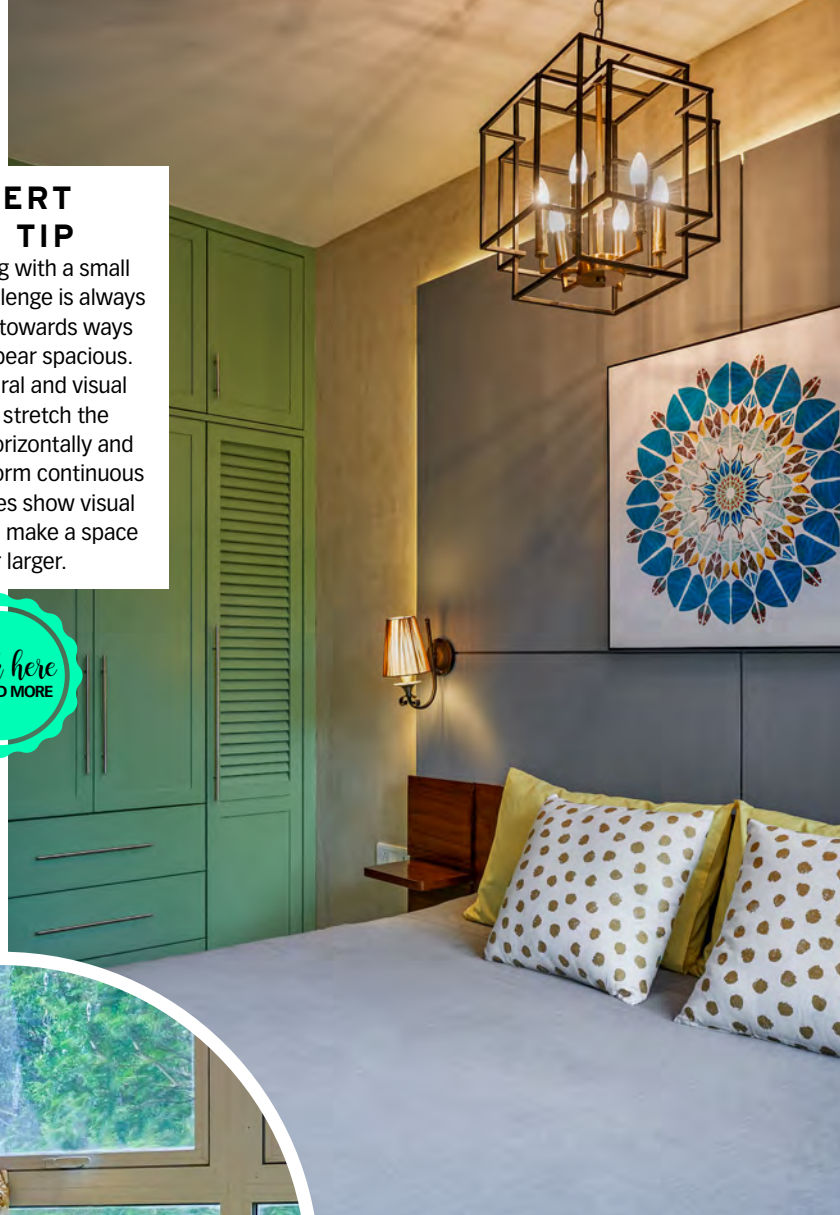 ERT
TIP
g with a small
lenge is always
towards ways
pear spacious.
ral and visual
stretch the
orizontally and
orm continuous
es show visual
make a space
larger.
here
D MORE